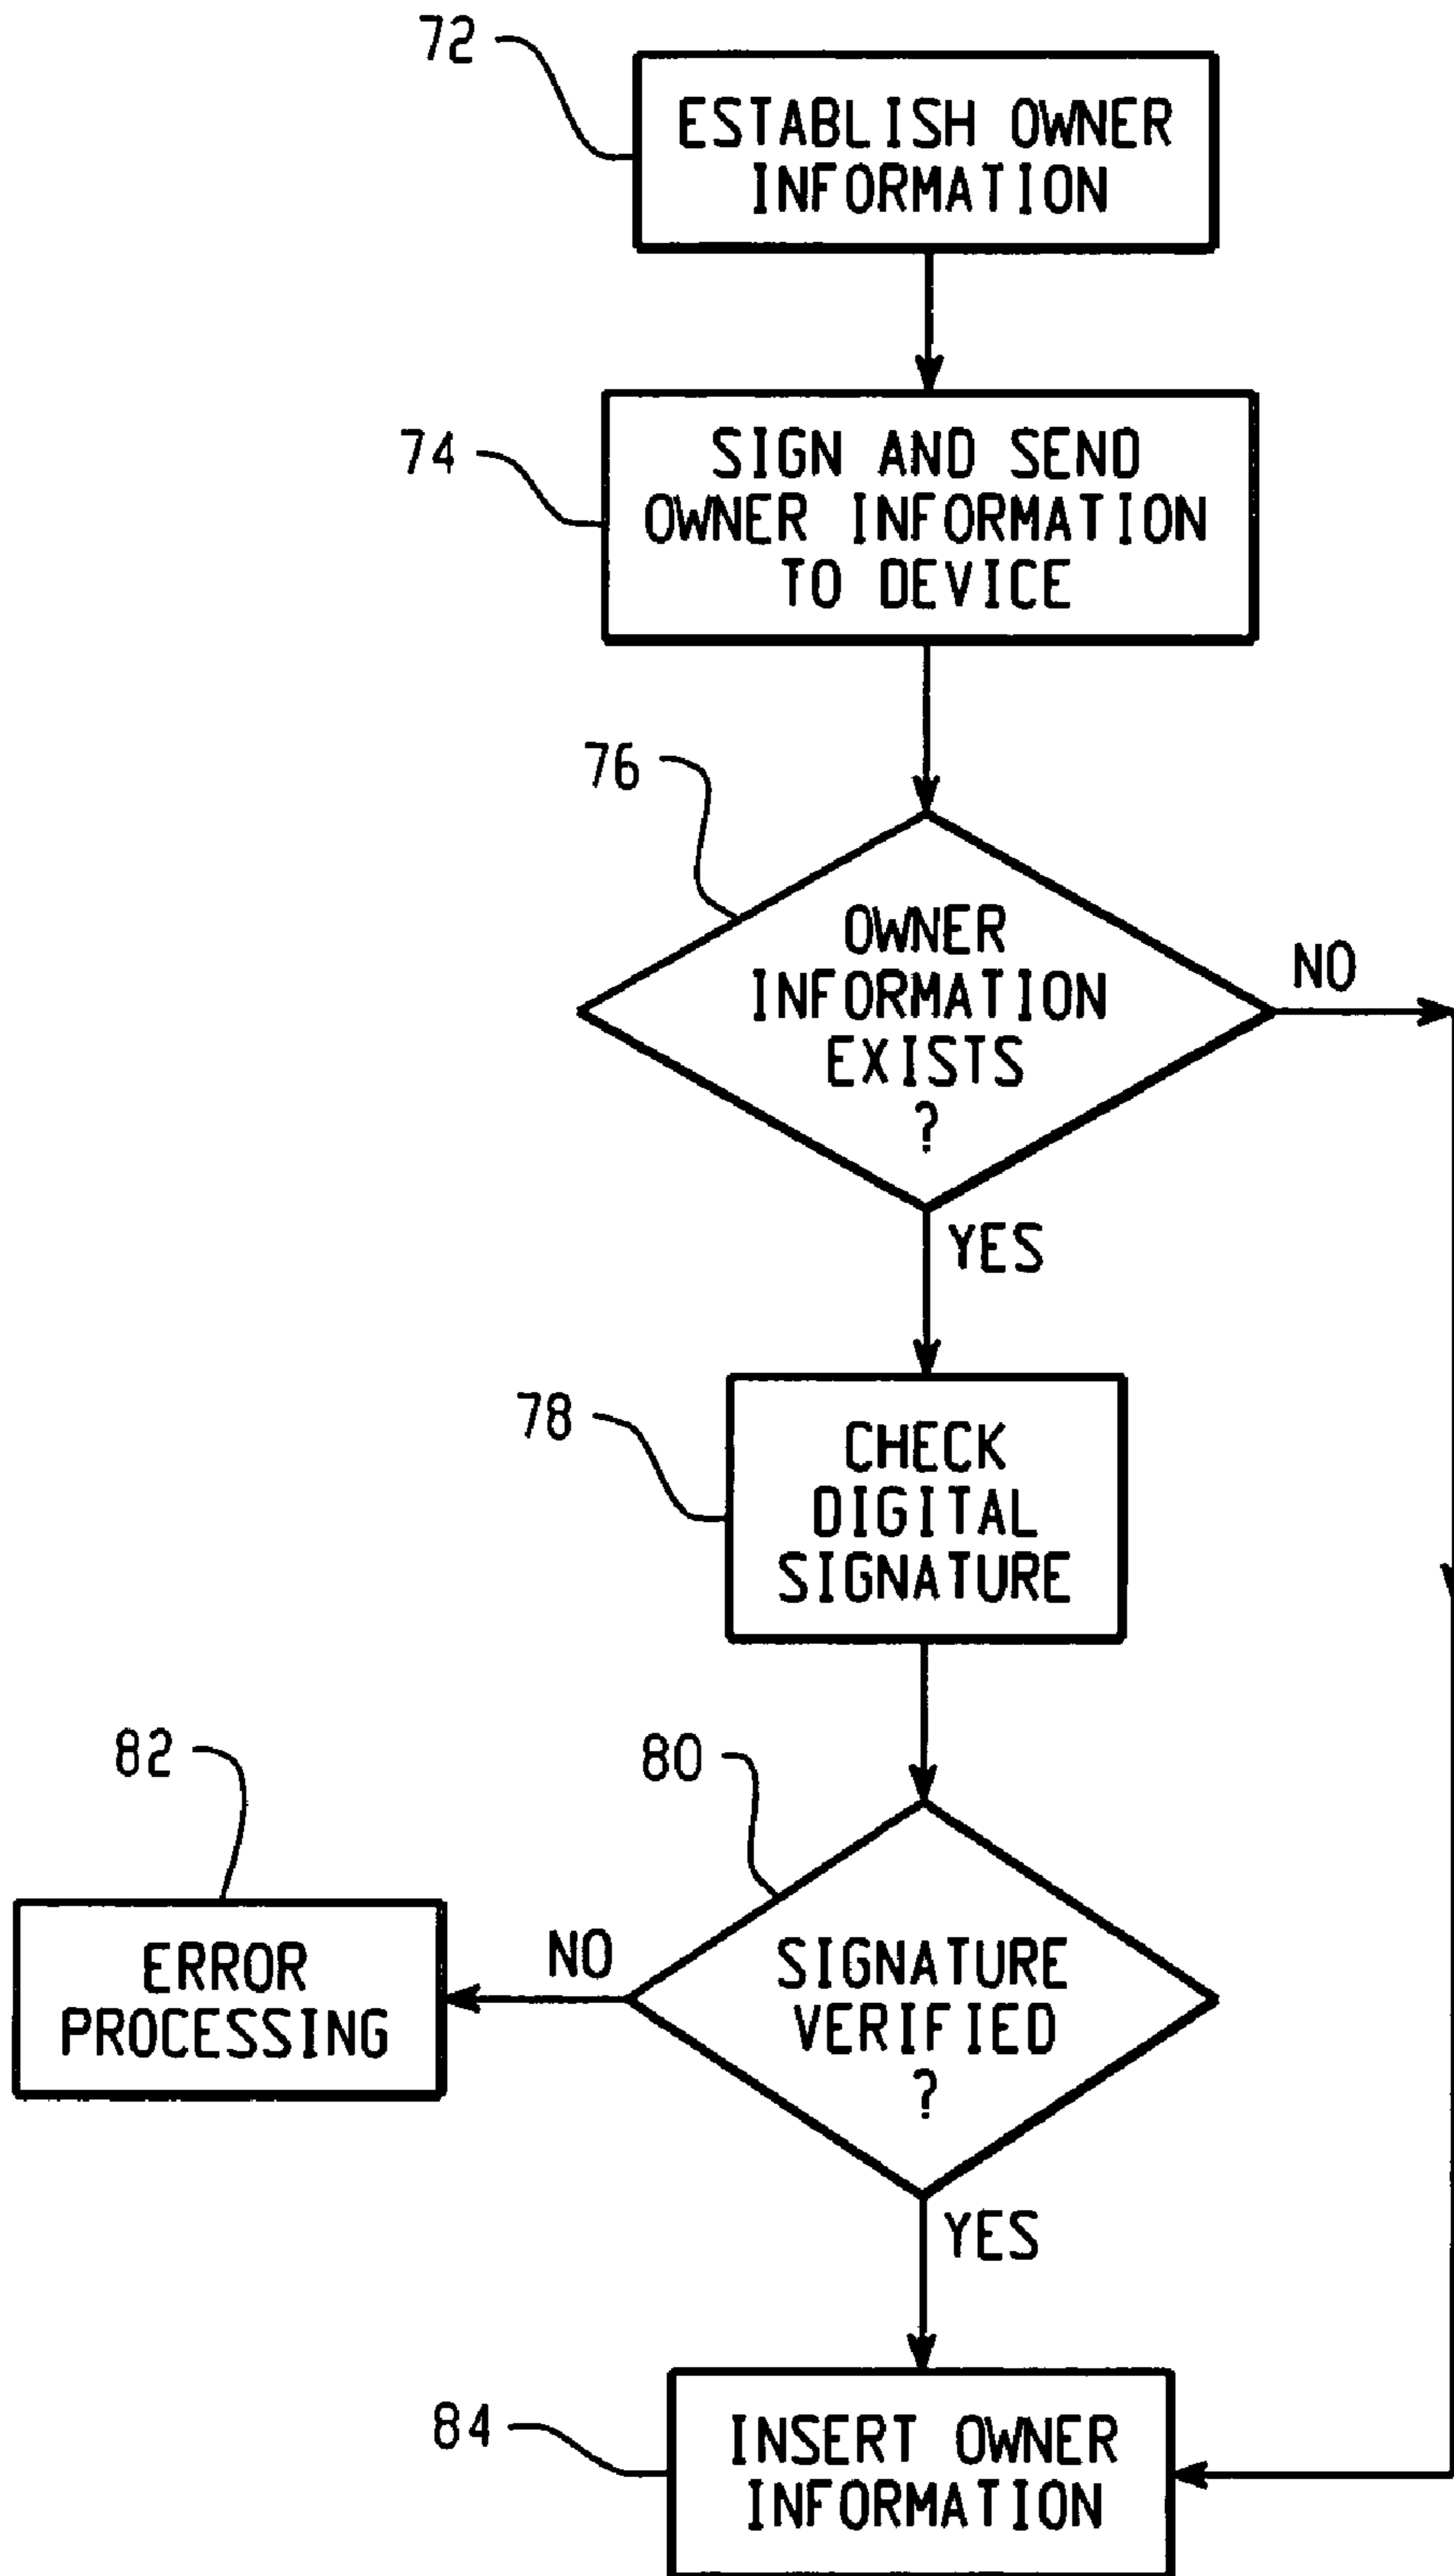 72
ESTABLISH OWNER
INFORMATION
74
SIGN AND SEND
OWNER INFORMATION
TO DEVICE
76
OWNER
INFORMATION
EXISTS
?
NO
YES
78
CHECK
DIGITAL
SIGNATURE
82
80
ERROR
PROCESSING
NO
SIGNATURE
VERIFIED
?
YES
84
INSERT OWNER
INFORMATION